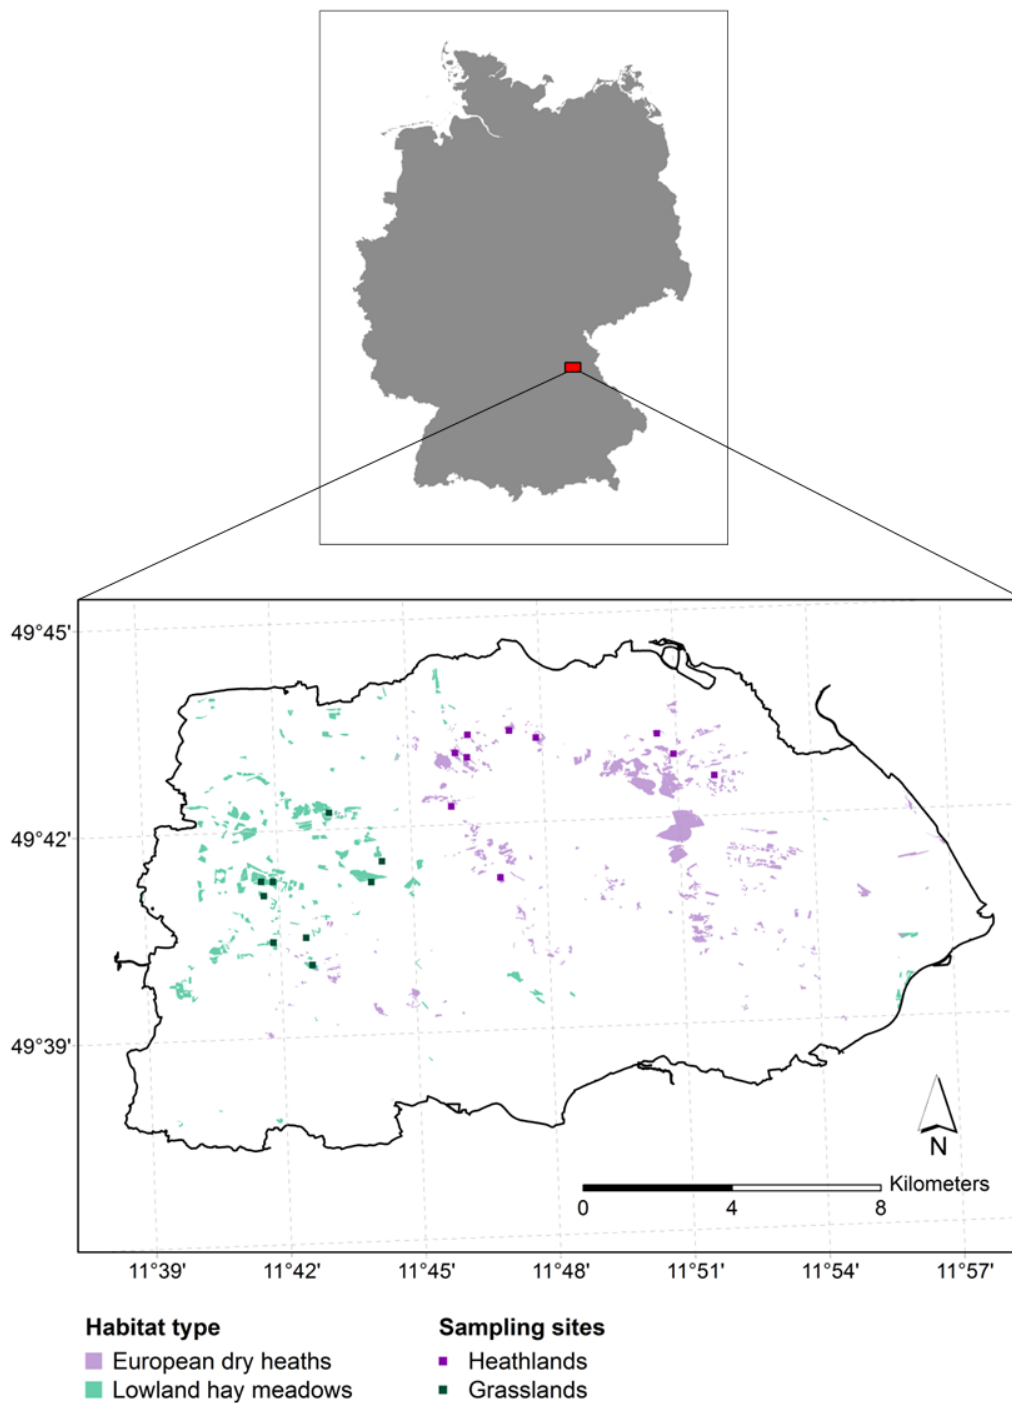 49°45'
49°42'
49°39'
N
Kilometers
0 4 8
11°39' 11°42' 11°45' 11°48' 11°51' 11°54' 11°57'
Habitat type
European dry heaths
Lowland hay meadows
Sampling sites
Heathlands
Grasslands